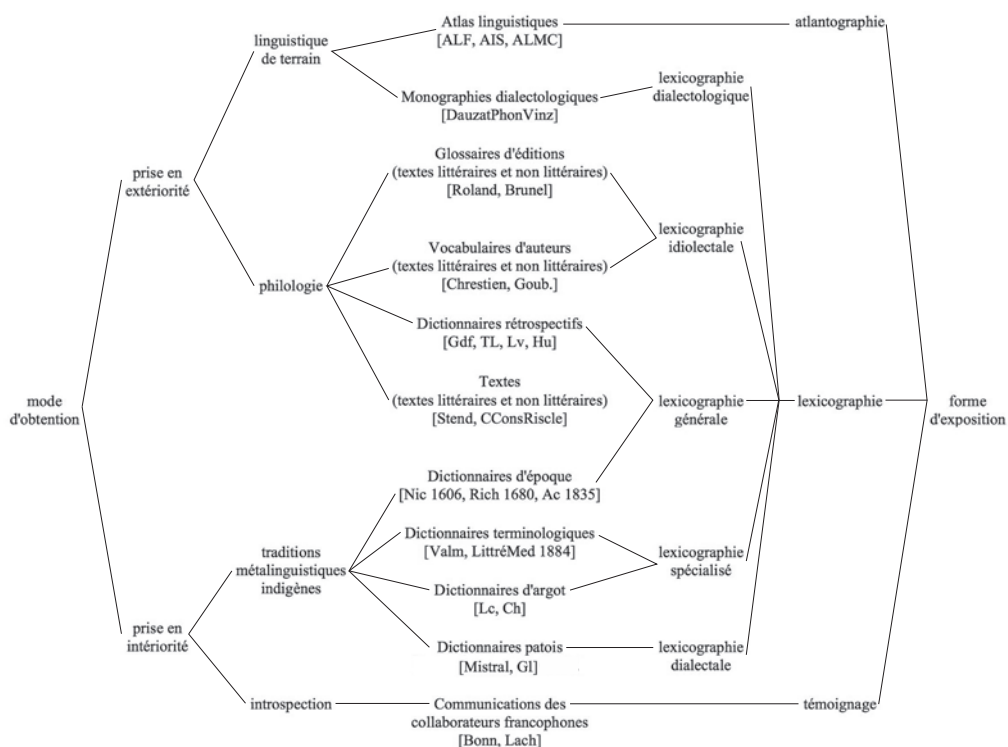 Atlas linguistiques
[ALF, AIS, ALMC]
atlantographie
linguistique
de terrain
Monographies dialectologiques
[DauzatPhonVinz]
lexicographie
dialectologique
Glossaires d'éditions
(textes littéraires et non littéraires)
[Roland, Brunel]
prise en
extériorité
lexicographie
idiolectale
Vocabulaires d'auteurs
(textes littéraires et non littéraires)
[Chrestien, Goub.]
philologie
Dictionnaires rétrospectifs
[Gdf, TL, Lv, Hu]
Textes
(textes littéraires et non littéraires)
[Stend, CConsRiscle]
mode
d'obtention
lexicographie
générale
lexicographie
forme
d'exposition
Dictionnaires d'époque
[Nic 1606, Rich 1680, Ac 1835]
Dictionnaires terminologiques
[Valm, LittréMed 1884]
traditions
métalinguistiques
indigènes
lexicographie
spécialisé
Dictionnaires d'argot
[Lc, Ch]
prise en
intériorité
Dictionnaires patois
[Mistral, Gl]
lexicographie
dialectale
introspection
Communications des
collaborateurs francophones
[Bonn, Lach]
témoignage